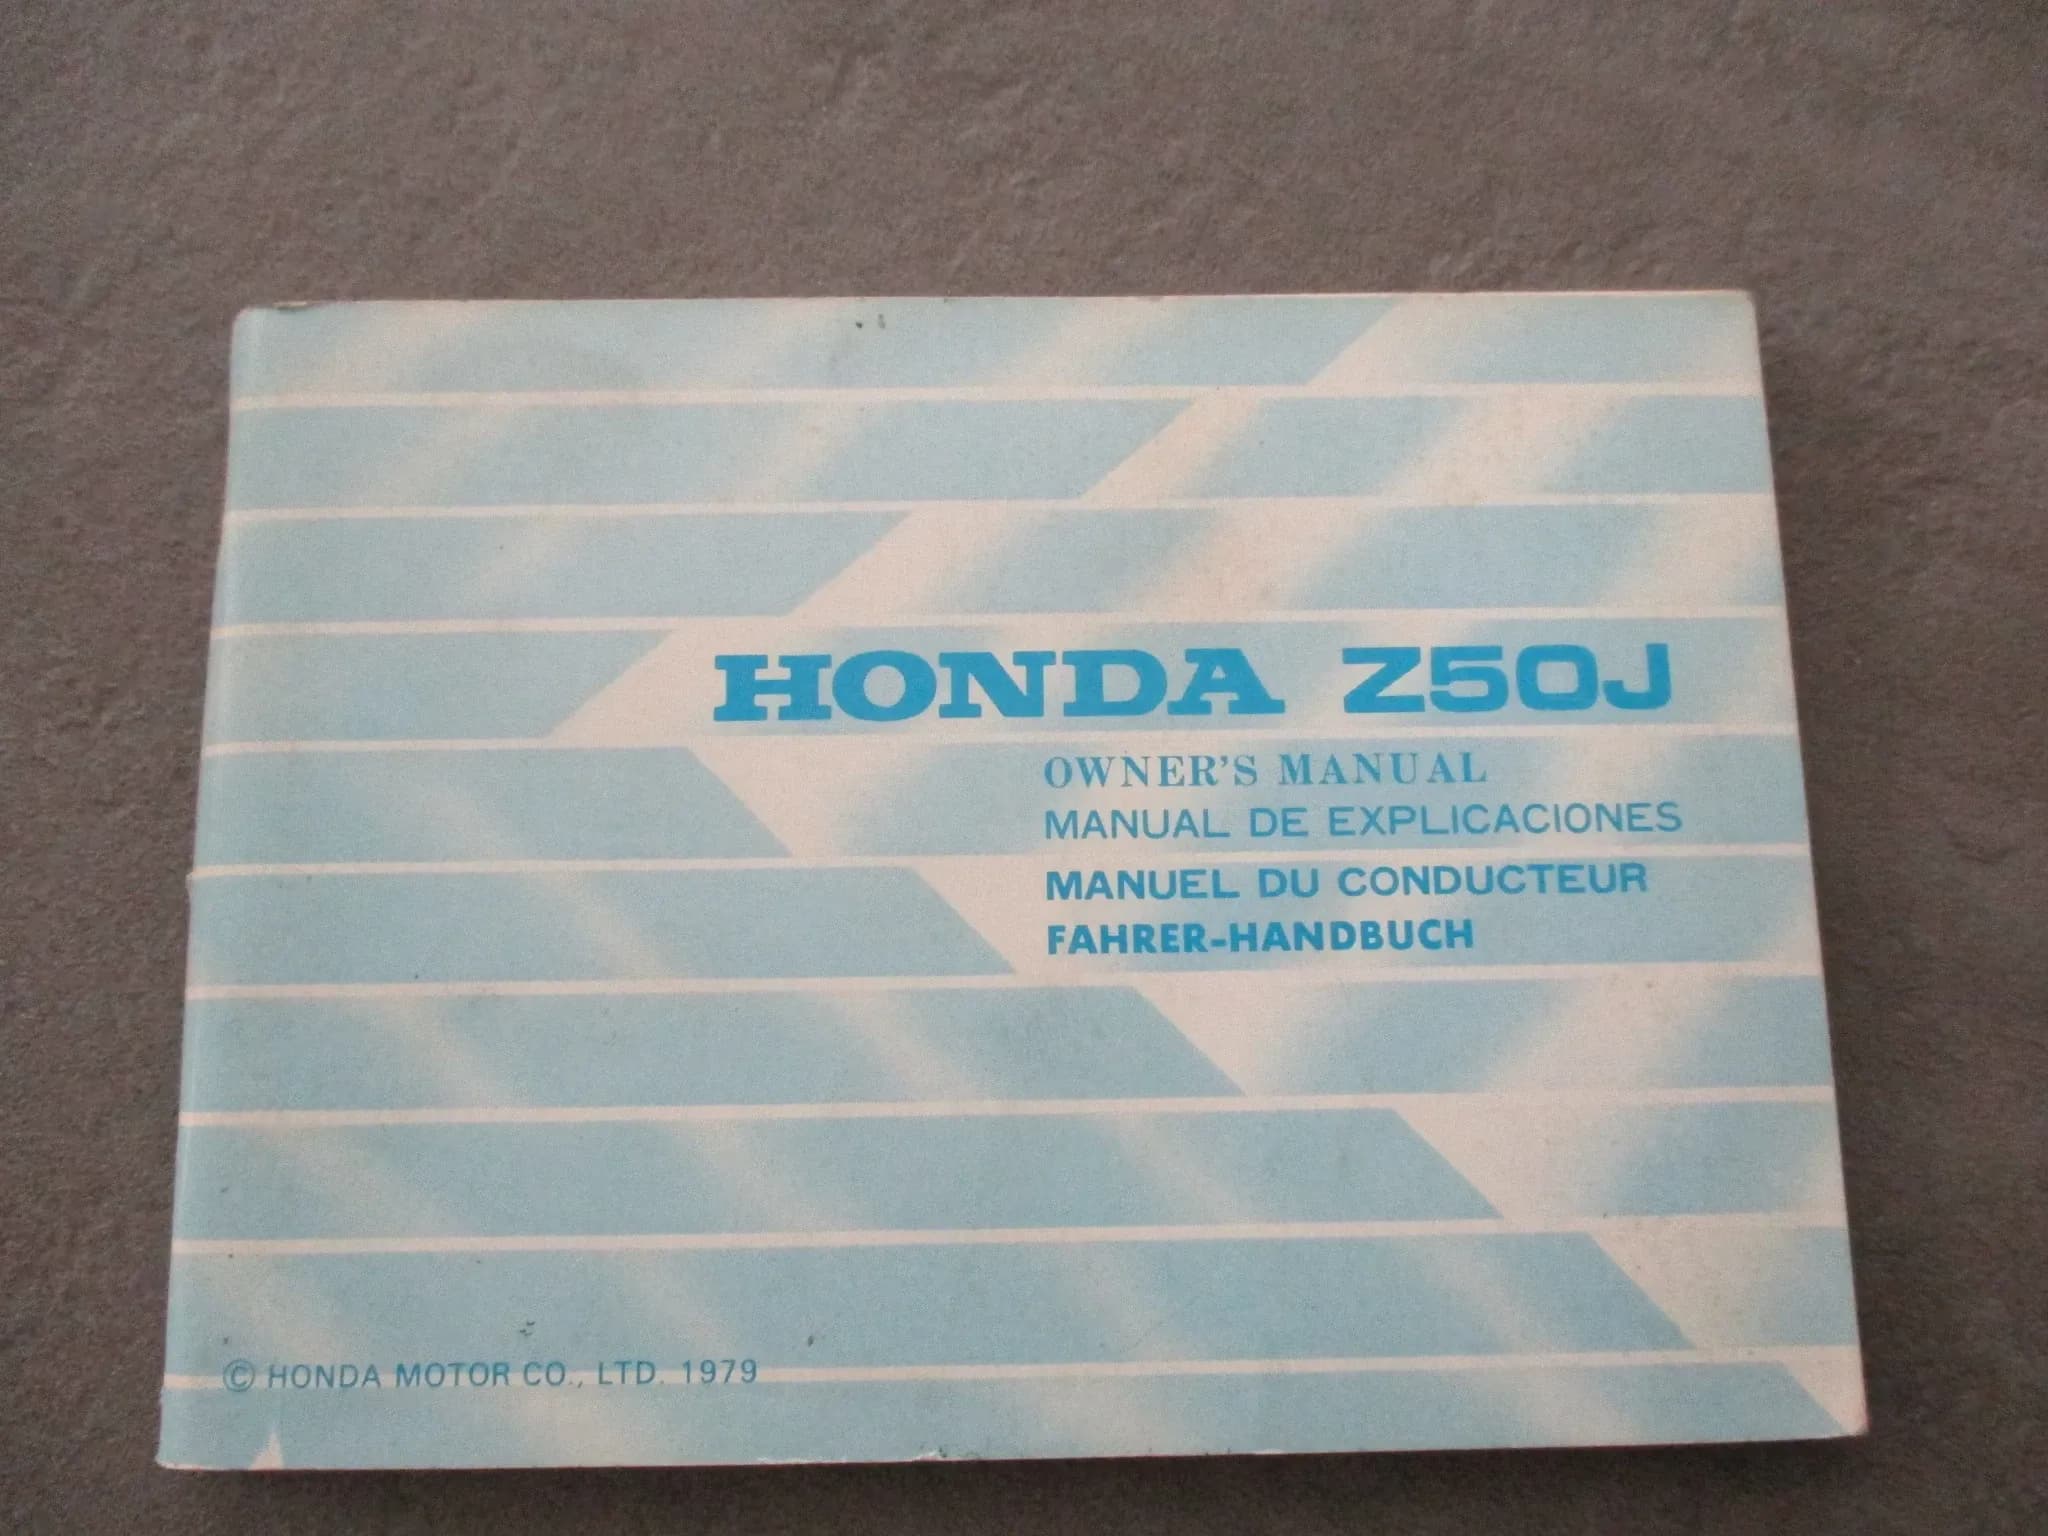 HONDA Z50J
OWNER'S MANUAL
MANUAL DE EXPLICACIONES
MANUEL DU CONDUCTEUR
FAHRER-HANDBUCH
© HONDA MOTOR CO., LTD. 1979